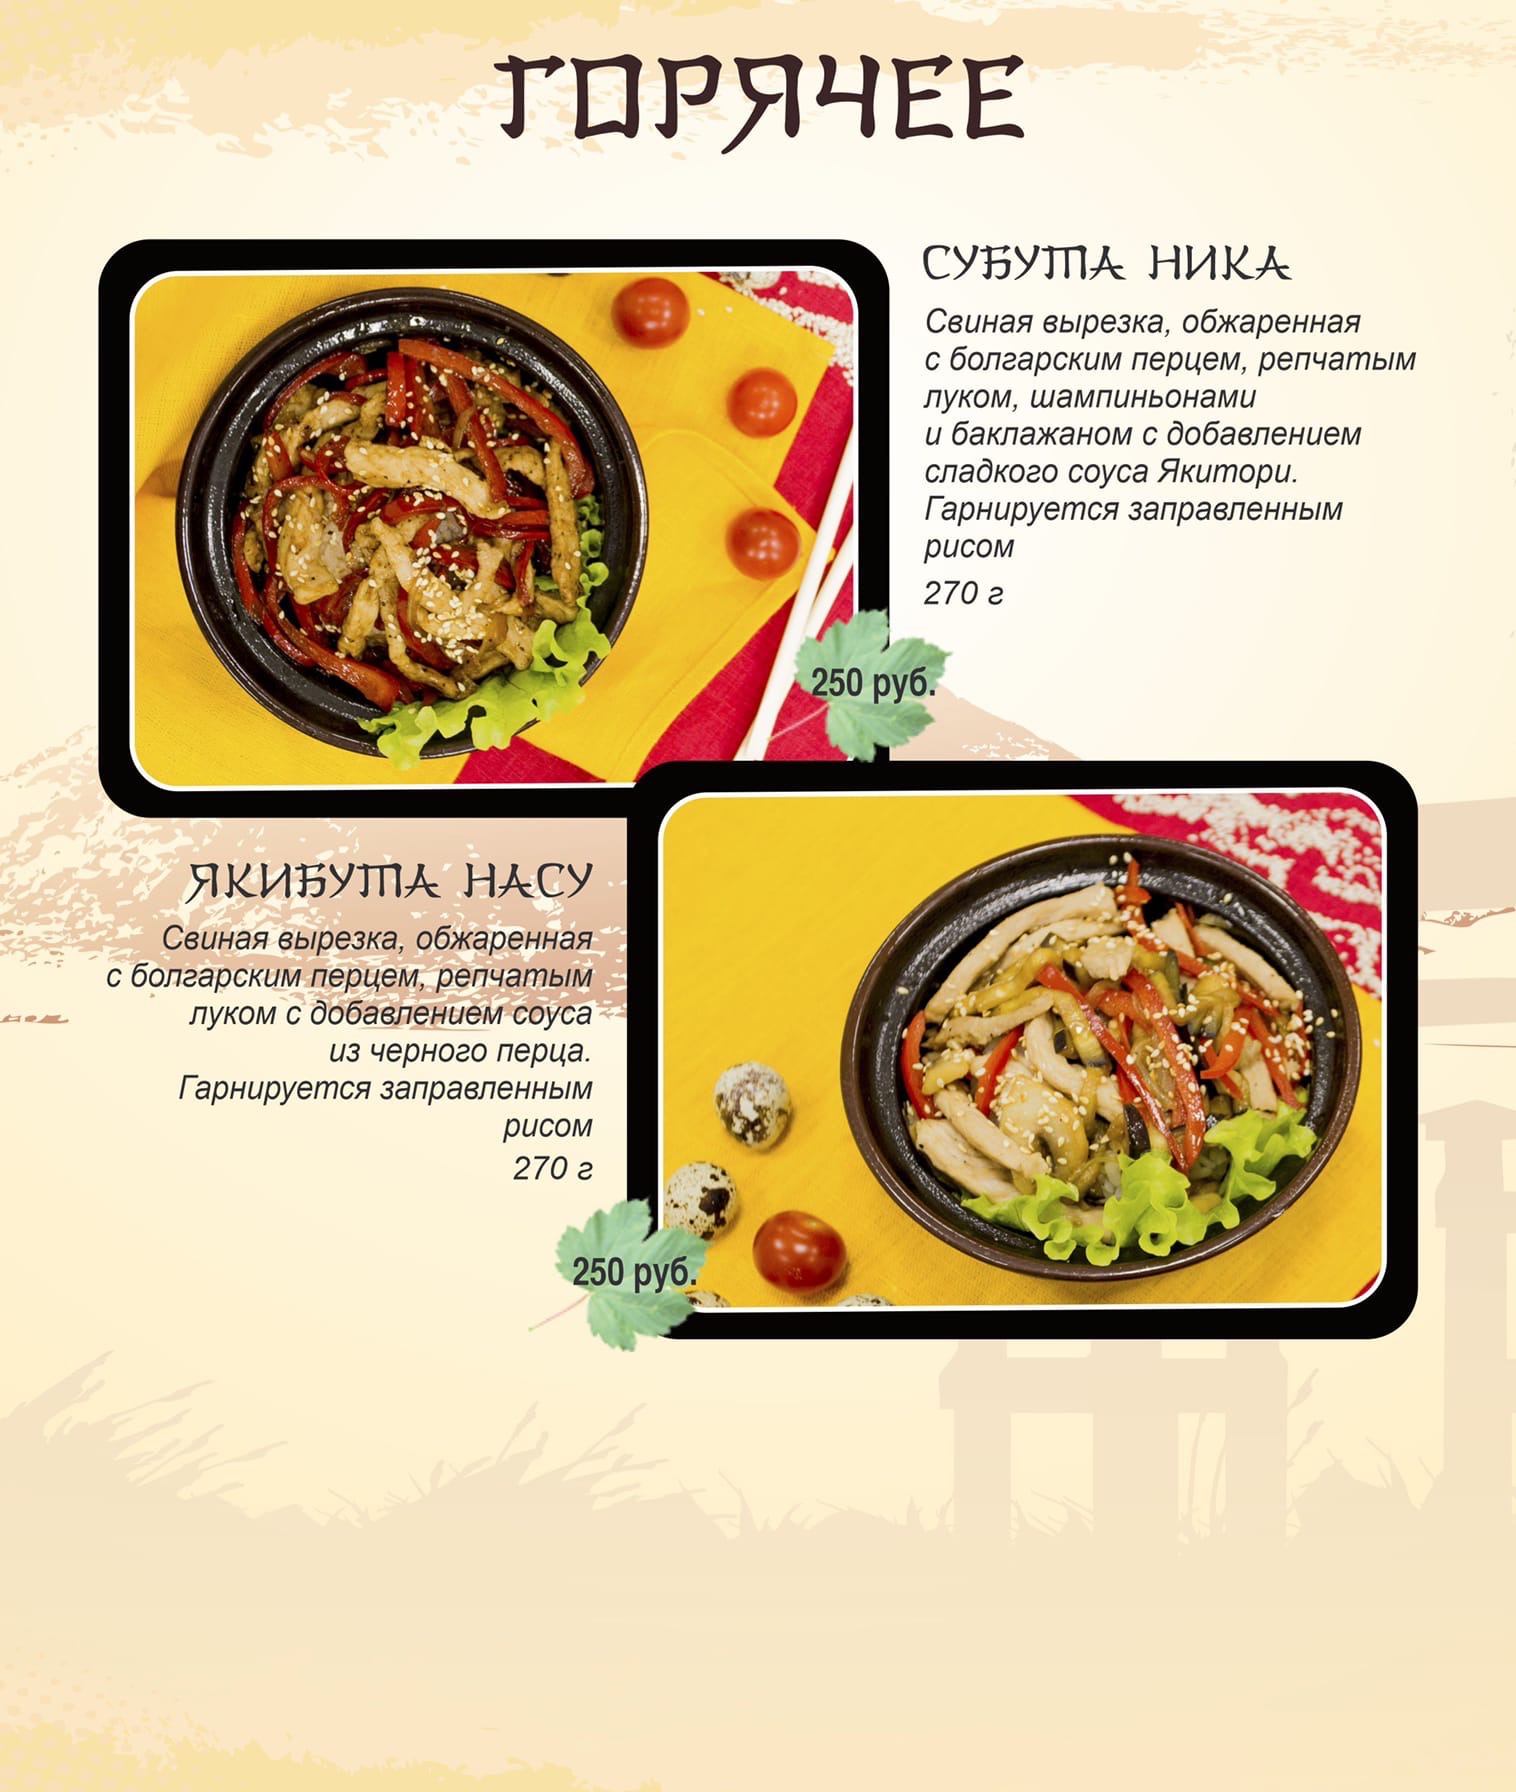 ГОРЯЧЕЕ
СУБУТА НИКА
Свиная вырезка, обжаренная
с болгарским перцем, репчатым
луком, шампиньонами
и баклажаном с добавлением
сладкого соуса Якитори.
Гарнируется заправленным
рисом
270 г
250 руб.
ЯКИБУТА НАСУ
Свиная вырезка, обжаренная
с болгарским перцем, репчатым
луком с добавлением соуса
из черного перца.
Гарнируется заправленным
рисом
270 г
250 руб.